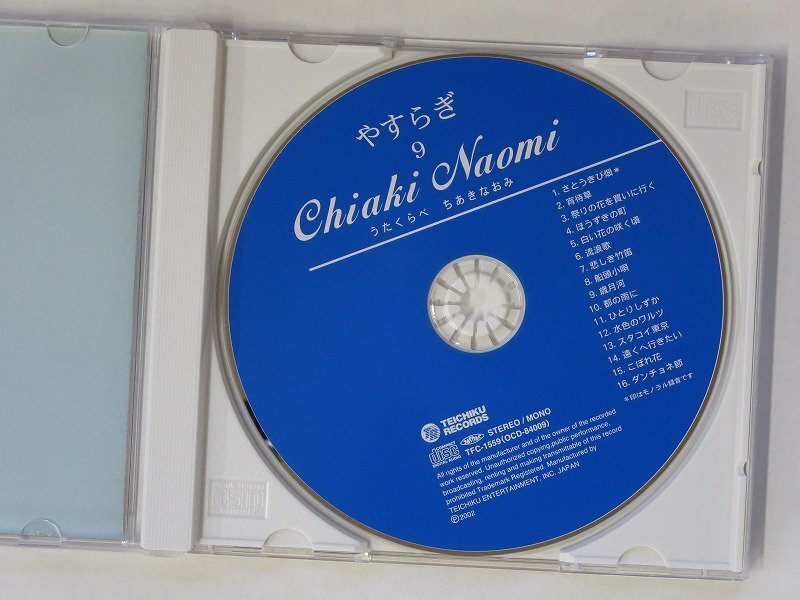 やすらぎ
9
Chiaki Naomi
うたくらべ ちあきなおみ
1. さとうきび畑*
2. 宵待草
3. 祭りの花を買いに行く
4. ほうずきの町
5. 白い花の咲く頃
6. 流浪歌
7. 悲しき竹笛
8. 船頭小唄
9. 歳月河
10. 都の雨に
11. ひとりしずか
12. 水色のワルツ
13. スタコイ東京
14. 遠くへ行きたい
15. こぼれ花
16. ダンチョネ節
*印はモノラル録音です
TEICHIKU
RECORDS
STEREO / MONO
TFC-1559(OCD-84009)
COMPACT
disc
DIGITAL AUDIO
All rights of the manufacturer and of the owner of the recorded
work reserved. Unauthorized copying,public performance,
broadcasting, renting and making transmittable of this record
prohibited Trademark Registered. Manufactured by
TEICHIKU ENTERTAINMENT, INC. JAPAN
Ⓟ2002